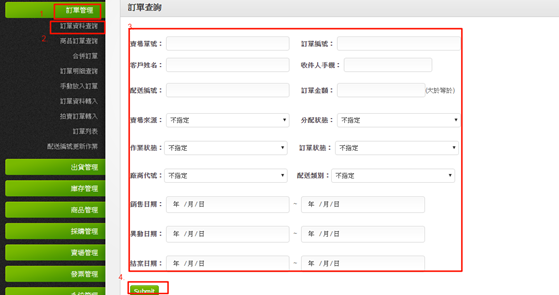 1.
訂單管理
2.
訂單資料查詢
商品訂單查詢
合併訂單
訂單明細查詢
手動放入訂單
訂單資料轉入
拍賣訂單轉入
訂單列表
配送編號更新作業
出貨管理
庫存管理
商品管理
採購管理
賣場管理
發票管理
訂單查詢
3.
賣場單號：
訂單編號：
客戶姓名：
收件人手機：
配送編號：
訂單金額：
(大於等於)
賣場來源： 不指定
分配狀態： 不指定
作業狀態： 不指定
訂單狀態： 不指定
廠商代號： 不指定
配送類別： 不指定
銷售日期： 年 /月/日 ~ 年 /月/日
異動日期： 年 /月/日 ~ 年 /月/日
結案日期： 年 /月/日 ~ 年 /月/日
4.
Submit